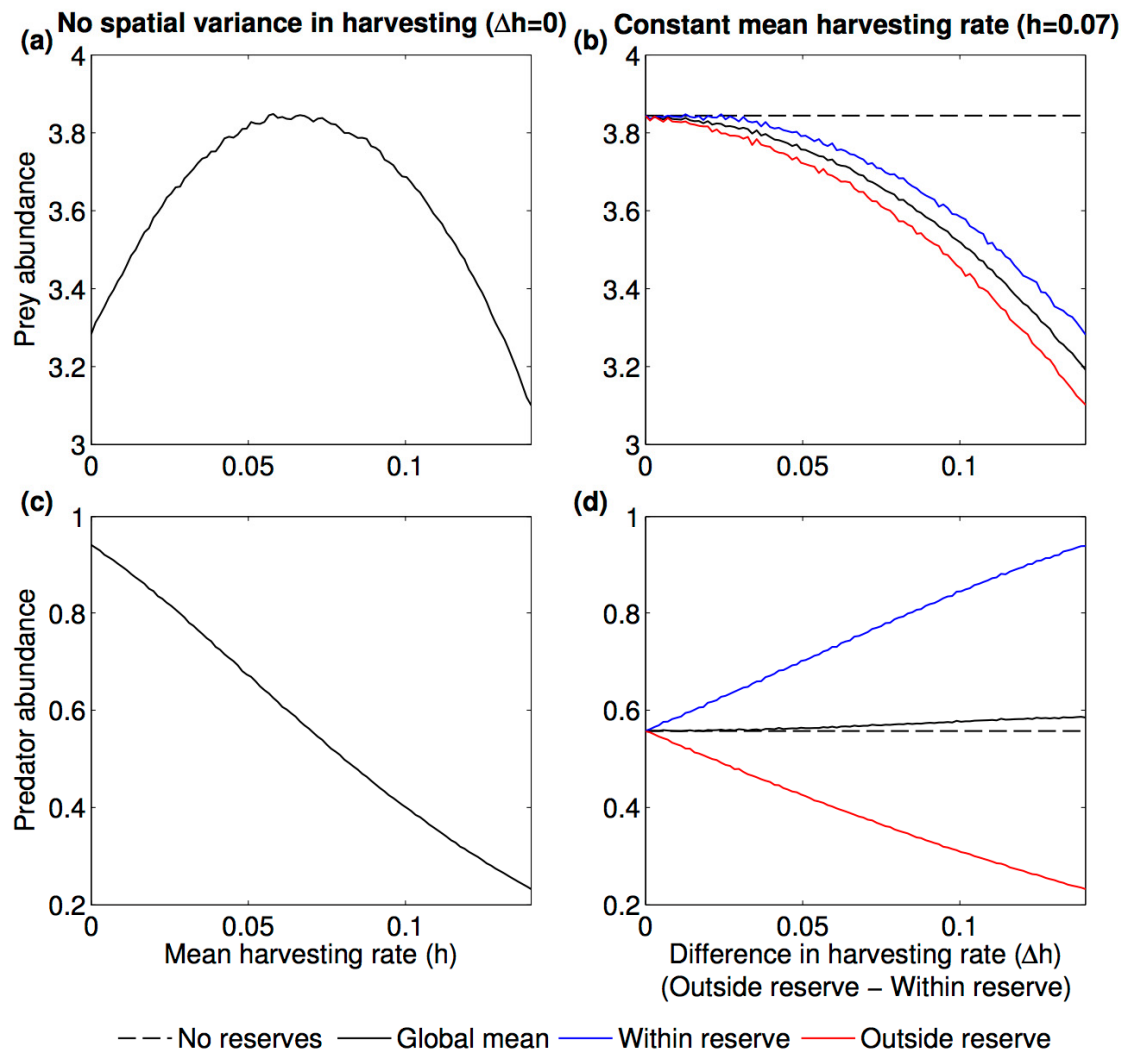 No spatial variance in harvesting (Δh=0)
Constant mean harvesting rate (h=0.07)
(a)
(b)
4
3.8
3.6
3.4
3.2
3
Prey abundance
0
0.05
0.1
4
3.8
3.6
3.4
3.2
3
0
0.05
0.1
(c)
(d)
1
0.8
0.6
0.4
0.2
Predator abundance
0
0.05
0.1
Mean harvesting rate (h)
1
0.8
0.6
0.4
0.2
0
0.05
0.1
Difference in harvesting rate (Δh)
(Outside reserve − Within reserve)
No reserves
Global mean
Within reserve
Outside reserve